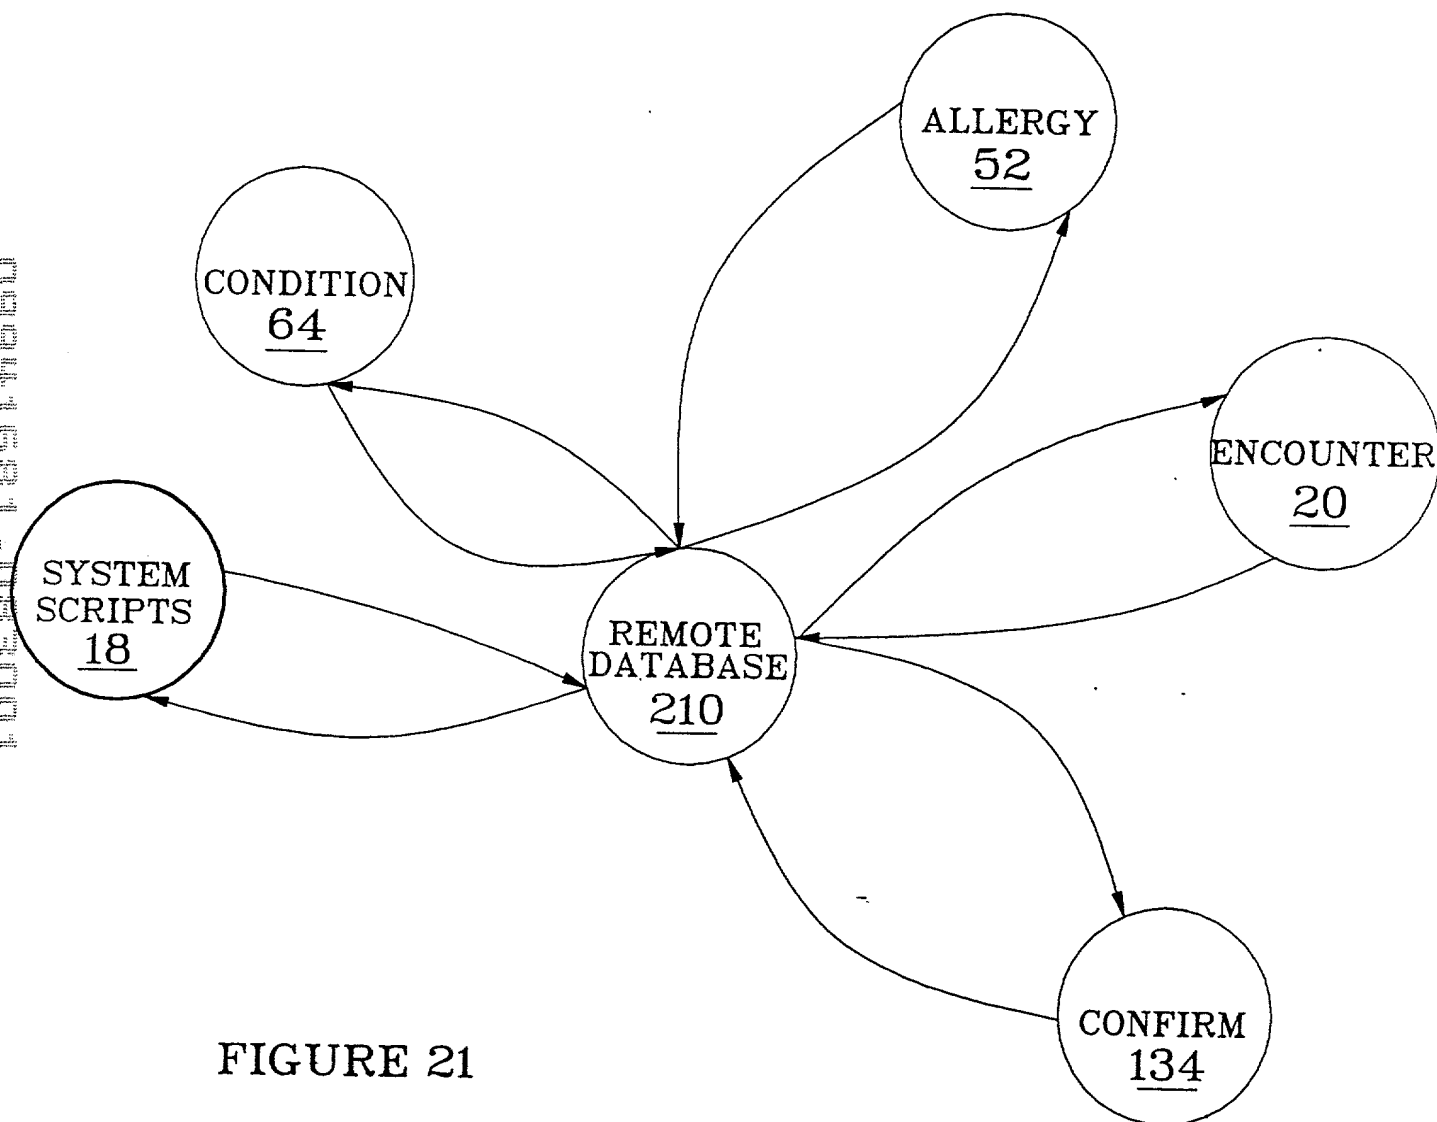 ALLERGY
52
CONDITION
64
ENCOUNTER
20
SYSTEM
SCRIPTS
18
REMOTE
DATABASE
210
CONFIRM
134
FIGURE 21